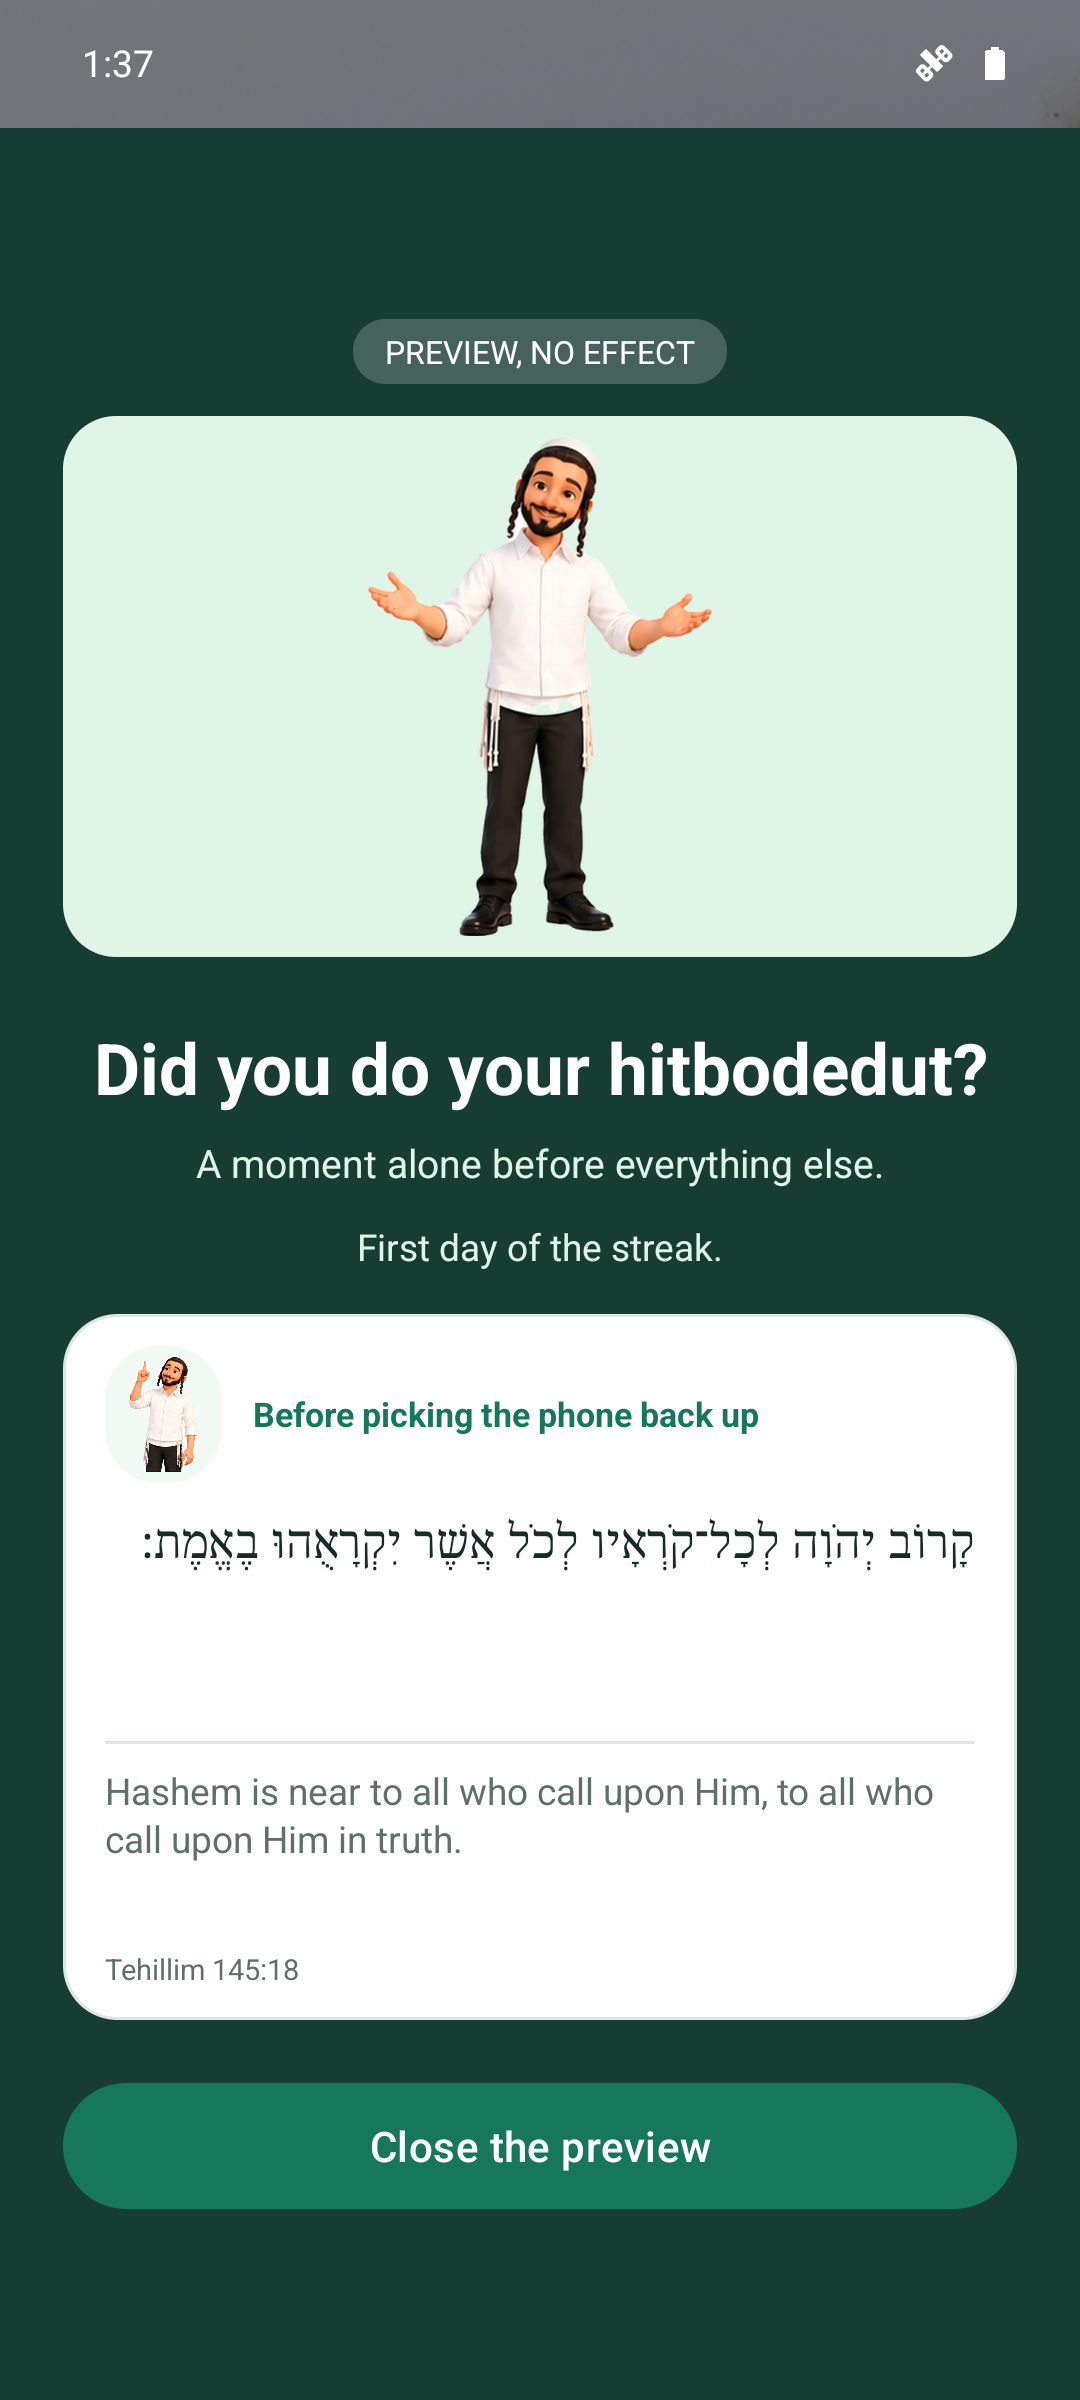 1:37
PREVIEW, NO EFFECT
Did you do your hitbodedut?
A moment alone before everything else.
First day of the streak.
Before picking the phone back up
קָרוֹב יְהֹוָה לְכׇל־קֹרְאָיו לְכֹל אֲשֶׁר יִקְרָאֻהוּ בֶאֱמֶת׃
Hashem is near to all who call upon Him, to all who
call upon Him in truth.
Tehillim 145:18
Close the preview